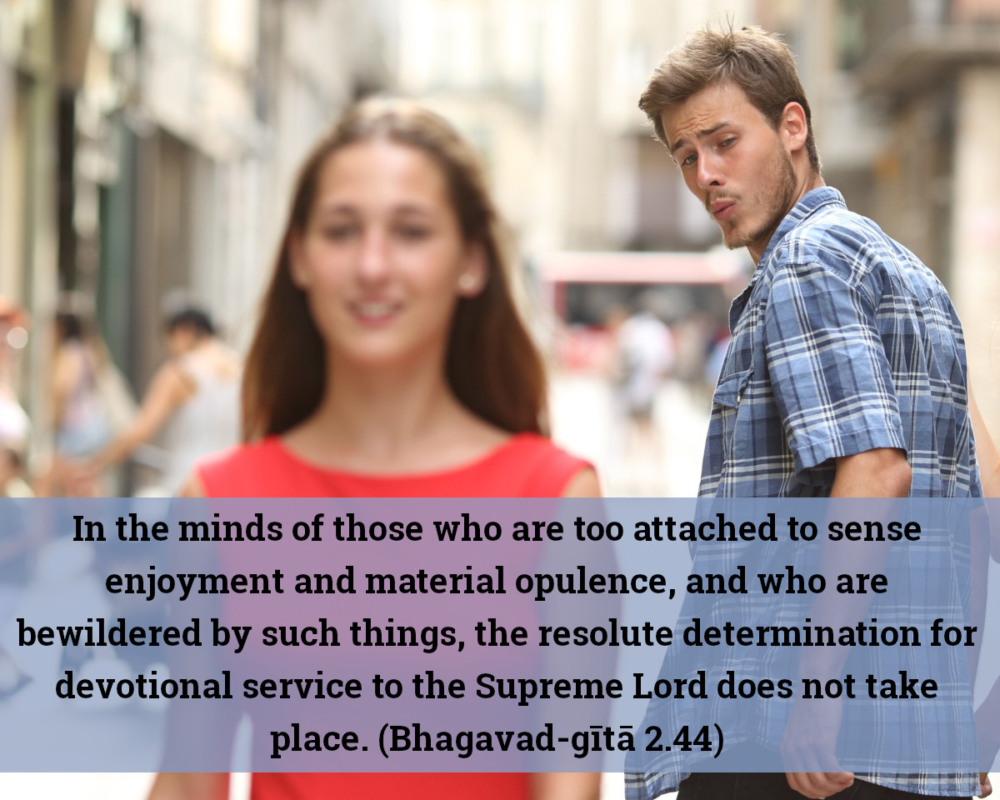 In the minds of those who are too attached to sense
enjoyment and material opulence, and who are
bewildered by such things, the resolute determination for
devotional service to the Supreme Lord does not take
place. (Bhagavad-gītā 2.44)